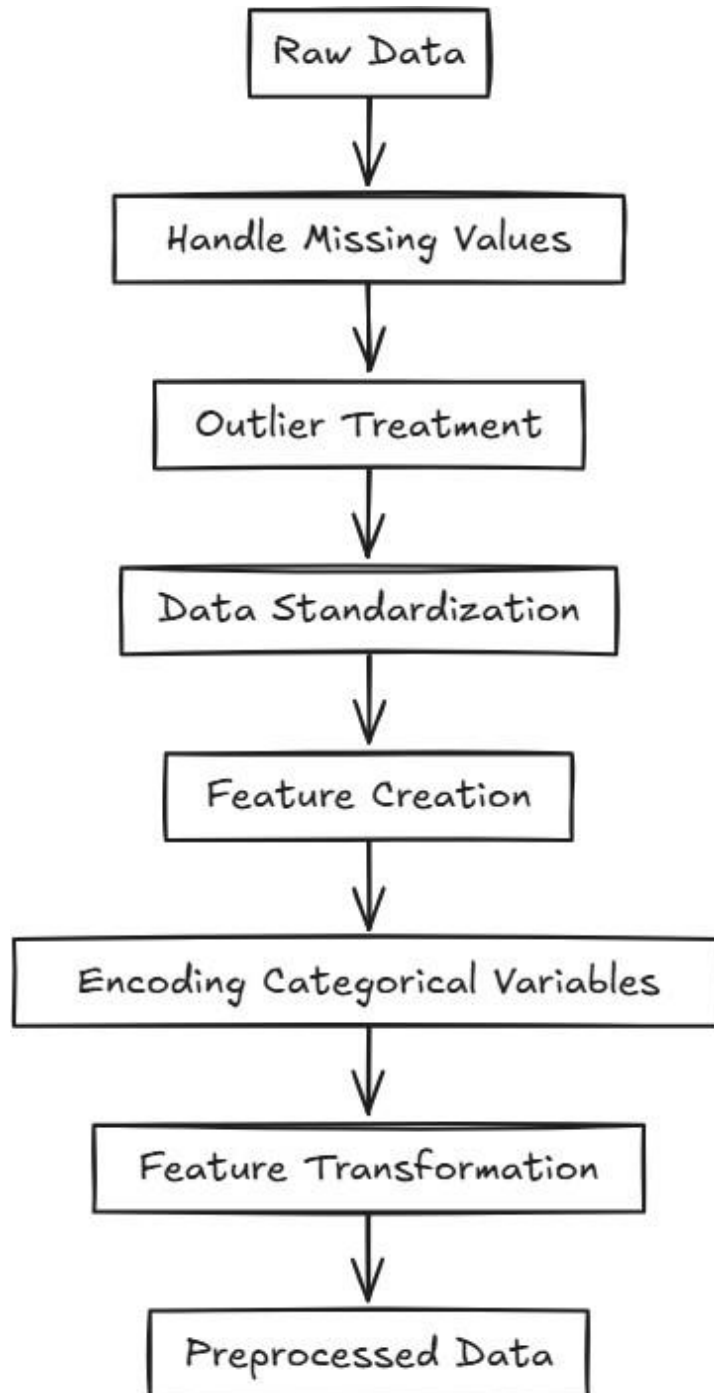 Raw Data
Handle Missing Values
Outlier Treatment
Data Standardization
Feature Creation
Encoding Categorical Variables
Feature Transformation
Preprocessed Data